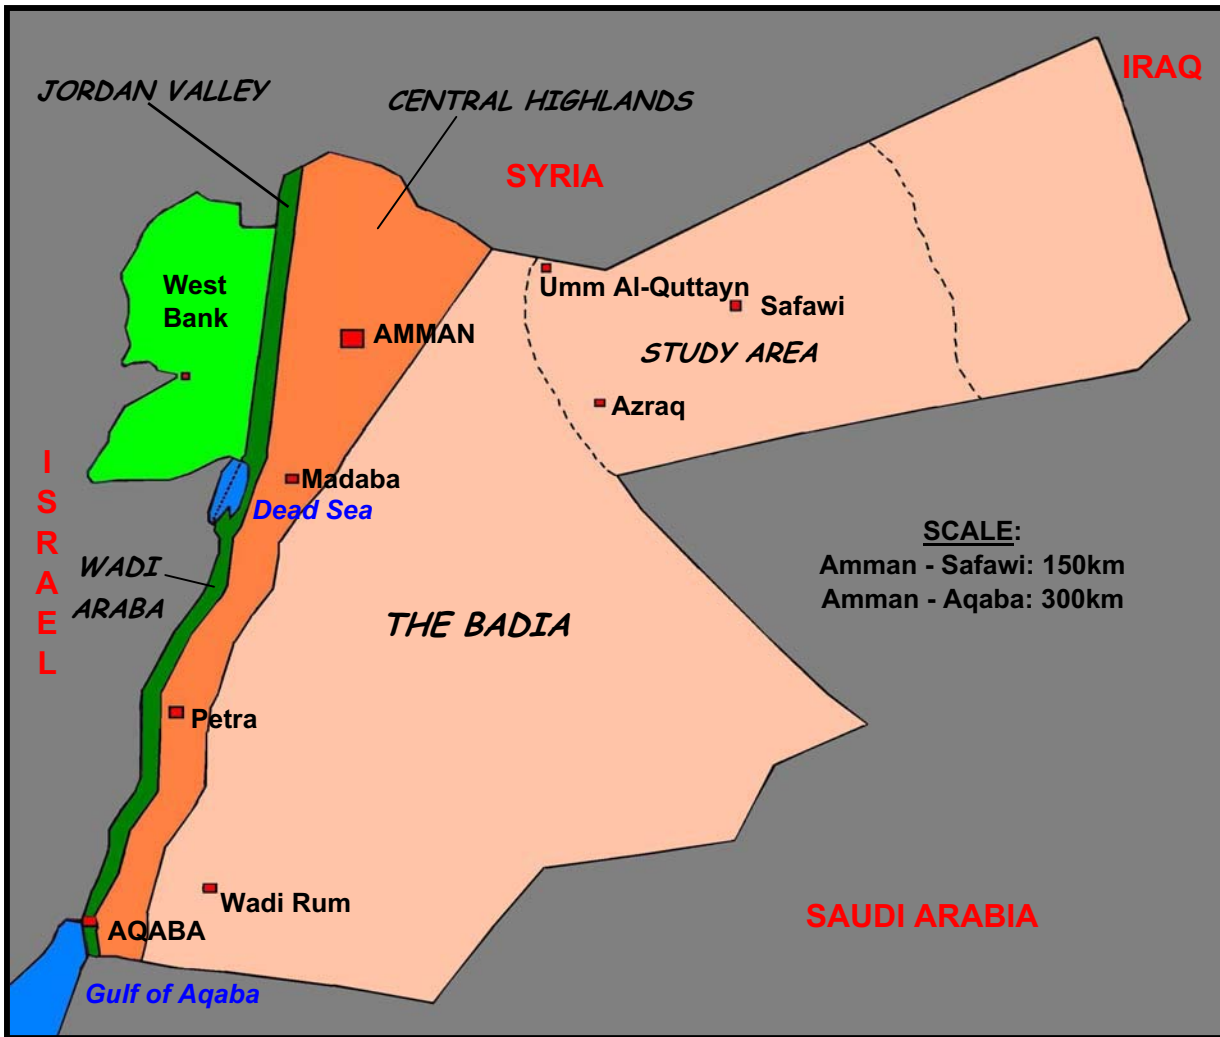 IRAQ
JORDAN VALLEY
CENTRAL HIGHLANDS
SYRIA
West
Bank
Umm Al-Quttayn
Safawi
AMMAN
STUDY AREA
Azraq
ISRAEL
Madaba
Dead Sea
SCALE:
Amman - Safawi: 150km
Amman - Aqaba: 300km
WADI
ARABA
THE BADIA
Petra
Wadi Rum
SAUDI ARABIA
AQABA
Gulf of Aqaba